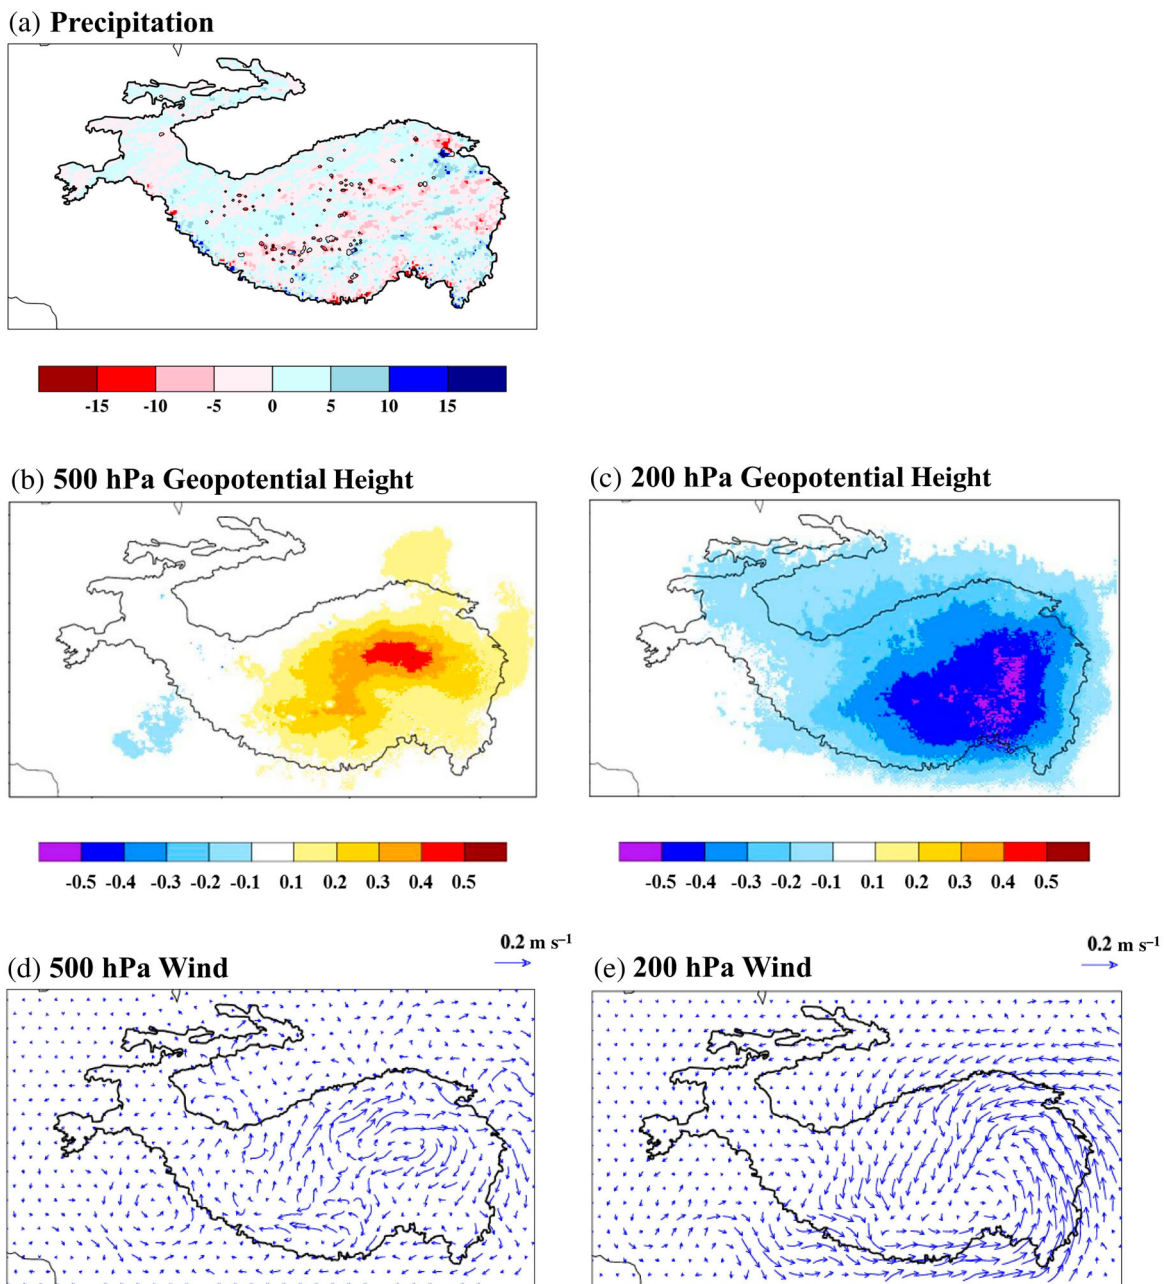 (a) Precipitation
-15 -10 -5 0 5 10 15
(b) 500 hPa Geopotential Height
(c) 200 hPa Geopotential Height
-0.5 -0.4 -0.3 -0.2 -0.1 0.1 0.2 0.3 0.4 0.5
-0.5 -0.4 -0.3 -0.2 -0.1 0.1 0.2 0.3 0.4 0.5
0.2 m s⁻¹
(d) 500 hPa Wind
0.2 m s⁻¹
(e) 200 hPa Wind